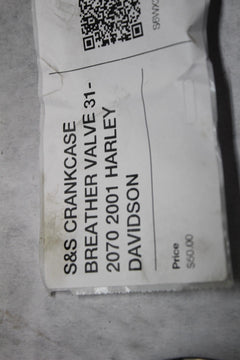 S&S CRANKCASE
BREATHER VALVE 31-
2070 2001 HARLEY
DAVIDSON
Price
$50.00